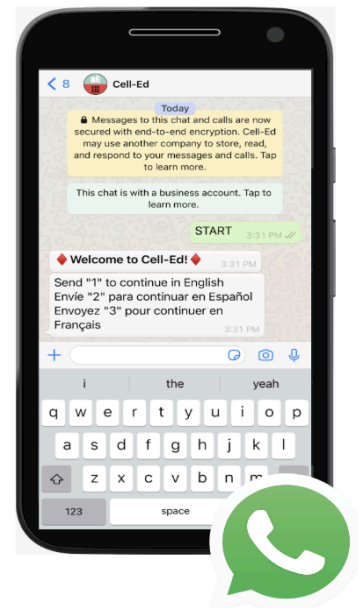 8 Cell-Ed
Today
Messages to this chat and calls are now
secured with end-to-end encryption. Cell-Ed
may use another company to store, read,
and respond to your messages and calls. Tap
to learn more.
This chat is with a business account. Tap to
learn more.
START 3:31 PM
Welcome to Cell-Ed! 3:31 PM
Send "1" to continue in English
Envíe "2" para continuar en Español
Envoyez "3" pour continuer en
Français 3:31 PM
i the yeah
q w e r t y u i o p
a s d f g h j k l
z x c v b n m
123 space